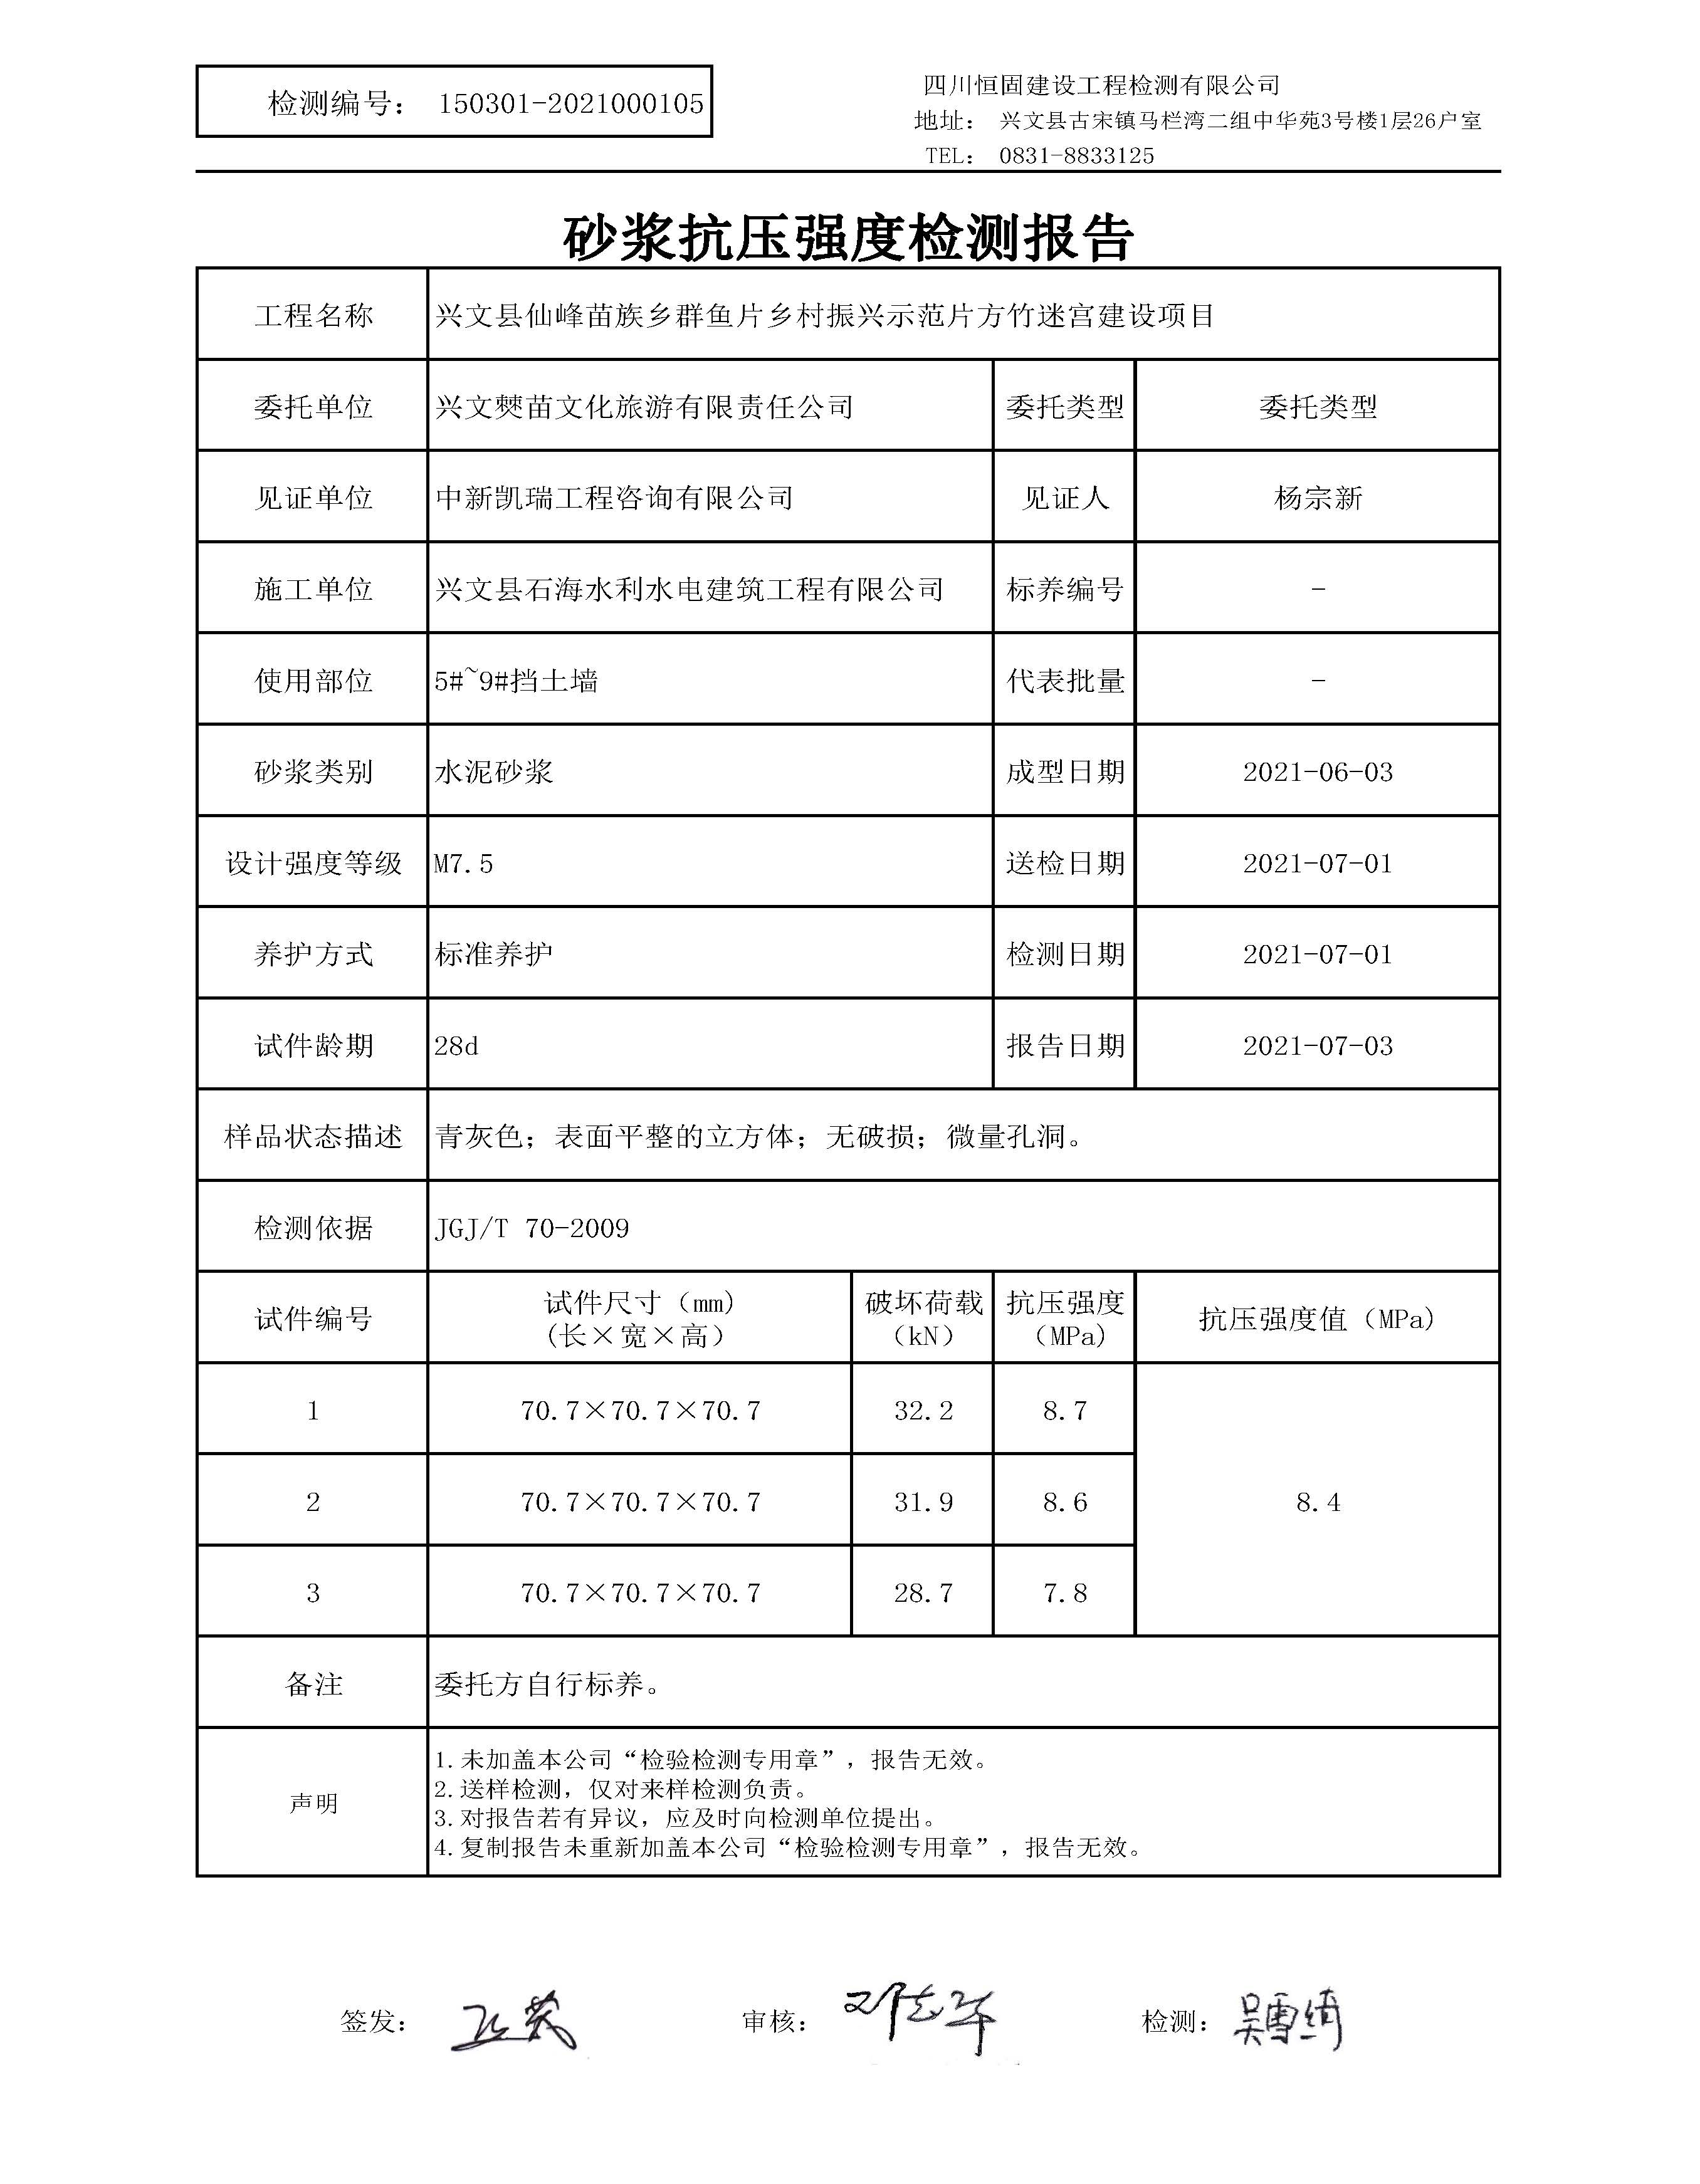 检测编号： 150301-2021000105
四川恒固建设工程检测有限公司
地址： 兴文县古宋镇马栏湾二组中华苑3号楼1层26户室
TEL： 0831-8833125
砂浆抗压强度检测报告
工程名称 兴文县仙峰苗族乡群鱼片乡村振兴示范片方竹迷宫建设项目
委托单位 兴文僰苗文化旅游有限责任公司 委托类型 委托类型
见证单位 中新凯瑞工程咨询有限公司 见证人 杨宗新
施工单位 兴文县石海水利水电建筑工程有限公司 标养编号 -
使用部位 5#~9#挡土墙 代表批量 -
砂浆类别 水泥砂浆 成型日期 2021-06-03
设计强度等级 M7.5 送检日期 2021-07-01
养护方式 标准养护 检测日期 2021-07-01
试件龄期 28d 报告日期 2021-07-03
样品状态描述 青灰色；表面平整的立方体；无破损；微量孔洞。
检测依据 JGJ/T 70-2009
试件编号 试件尺寸（mm) (长×宽×高） 破坏荷载（kN） 抗压强度（MPa） 抗压强度值（MPa）
1 70.7×70.7×70.7 32.2 8.7
2 70.7×70.7×70.7 31.9 8.6 8.4
3 70.7×70.7×70.7 28.7 7.8
备注 委托方自行标养。
声明
1.未加盖本公司“检验检测专用章”，报告无效。
2.送样检测，仅对来样检测负责。
3.对报告若有异议，应及时向检测单位提出。
4.复制报告未重新加盖本公司“检验检测专用章”，报告无效。
签发： 审核： 检测：吴雪绮